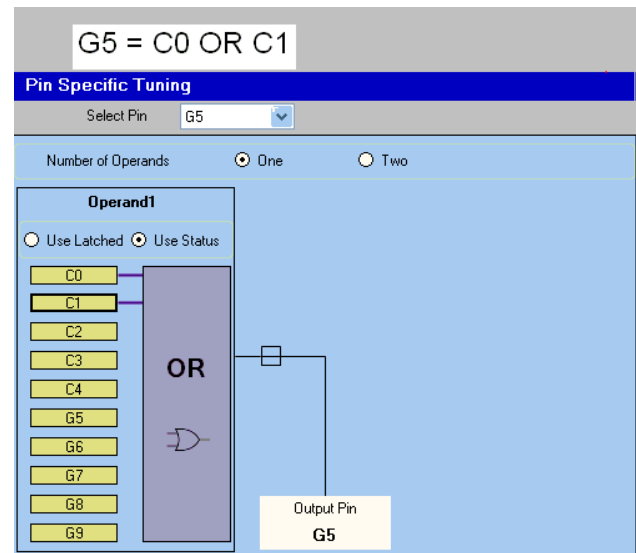 G5 = C0 OR C1
Pin Specific Tuning
Select Pin G5
Number of Operands One Two
Operand1
Use Latched Use Status
C0
C1
C2
C3
C4
G5
G6
G7
G8
G9
OR
Output Pin
G5